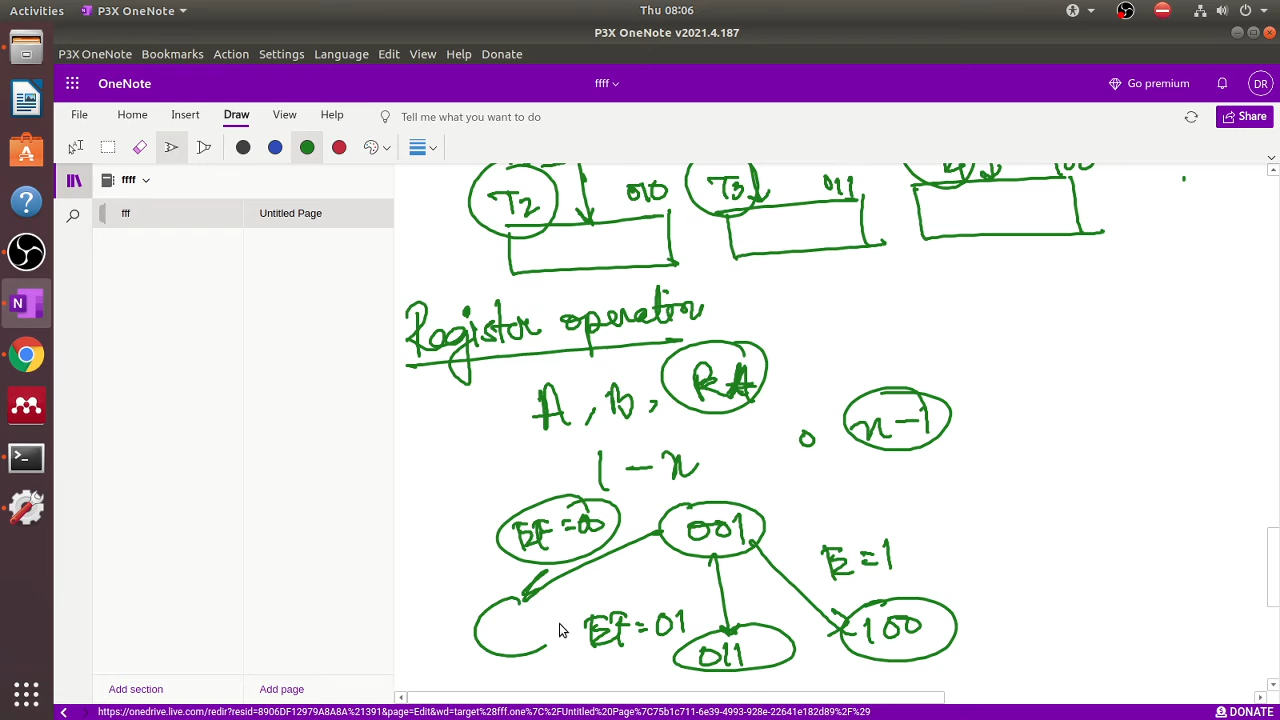 Activities P3X OneNote Thu 08:06
P3X OneNote v2021.4.187
P3X OneNote Bookmarks Action Settings Language Edit View Help Donate
OneNote ffff Go premium DR
File Home Insert Draw View Help Tell me what you want to do Share
ffff
fff Untitled Page
T2 010 T3 011 100
Register operation
A, B, RA
0 n-1
1-n
EF=00 001 E=1
EF=01 011 100
Add section Add page
https://onedrive.live.com/redir?resid=8906DF12979A8A8A%21391&page=Edit&wd=target%28fff.one%7C%2FUntitled%20Page%7C75b1c711-6e39-4993-928e-22641e182d89%2F%29 DONATE